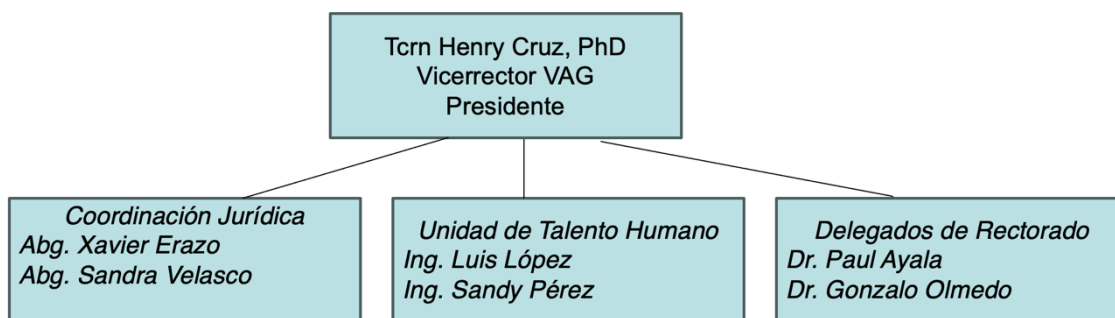 Tcrn Henry Cruz, PhD
Vicerrector VAG
Presidente
Coordinación Jurídica
Abg. Xavier Erazo
Abg. Sandra Velasco
Unidad de Talento Humano
Ing. Luis López
Ing. Sandy Pérez
Delegados de Rectorado
Dr. Paul Ayala
Dr. Gonzalo Olmedo